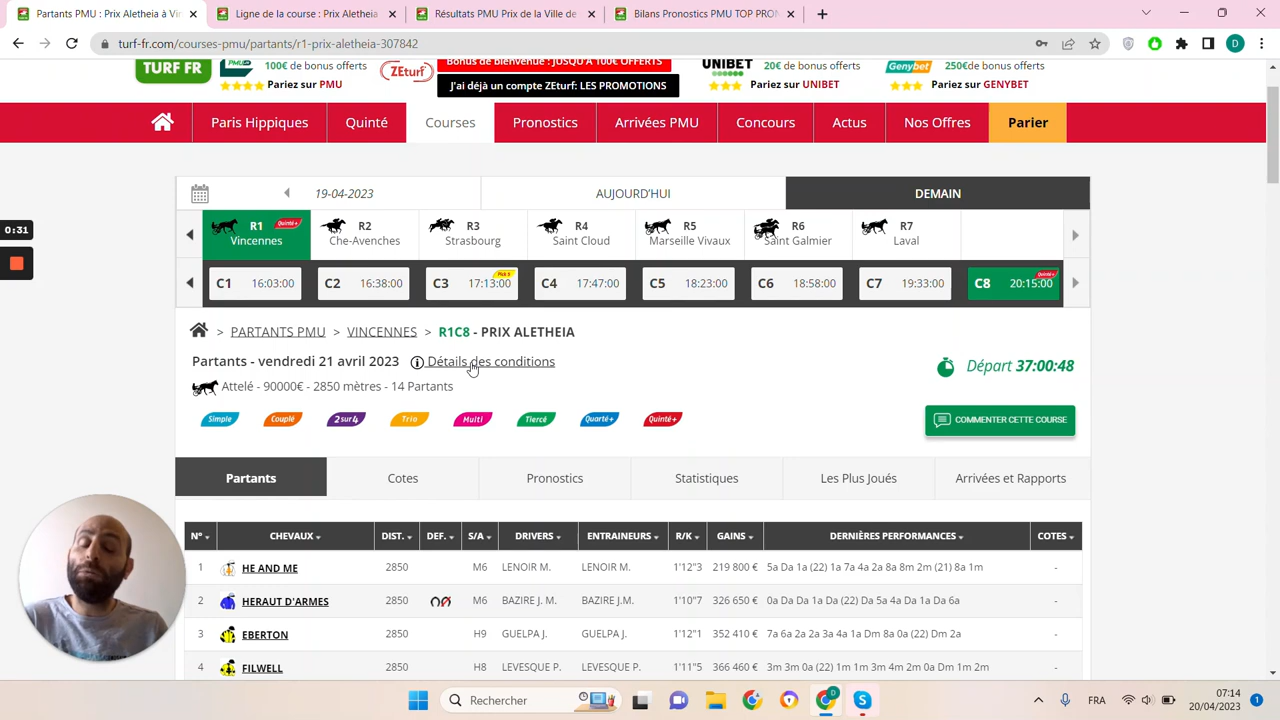 Partants PMU : Prix Aletheia à Vin
Ligne de la course : Prix Aletheia
Résultats PMU Prix de la Ville de
Bilans Pronostics PMU TOP PRON
turf-fr.com/courses-pmu/partants/r1-prix-aletheia-307842
D
TURF FR
PMU
100€ de bonus offerts
Pariez sur PMU
ZEturf
Bonus de bienvenue : JUSQU'À 100€ OFFERTS
J'ai déjà un compte ZEturf: LES PROMOTIONS
UNIBET
20€ de bonus offerts
Pariez sur UNIBET
Genybet
250€de bonus offerts
Pariez sur GENYBET
Paris Hippiques
Quinté
Courses
Pronostics
Arrivées PMU
Concours
Actus
Nos Offres
Parier
19-04-2023
AUJOURD'HUI
DEMAIN
R1 Quinté+
Vincennes
R2
Che-Avenches
R3
Strasbourg
R4
Saint Cloud
R5
Marseille Vivaux
R6
Saint Galmier
R7
Laval
0:31
C1 16:03:00
C2 16:38:00
C3 17:13:00 Pick 5
C4 17:47:00
C5 18:23:00
C6 18:58:00
C7 19:33:00
C8 20:15:00 Quinté+
> PARTANTS PMU > VINCENNES > R1C8 - PRIX ALETHEIA
Partants - vendredi 21 avril 2023 Détails des conditions
Départ 37:00:48
Attelé - 90000€ - 2850 mètres - 14 Partants
Simple
Couplé
2sur4
Trio
Multi
Tiercé
Quarté+
Quinté+
COMMENTER CETTE COURSE
Partants
Cotes
Pronostics
Statistiques
Les Plus Joués
Arrivées et Rapports
N° CHEVAUX DIST. DEF. S/A DRIVERS ENTRAINEURS R/K GAINS DERNIÈRES PERFORMANCES COTES
1 HE AND ME 2850 M6 LENOIR M. LENOIR M. 1'12"3 219 800 € 5a Da 1a (22) 1a 7a 4a 2a 8a 8m 2m (21) 8a 1m -
2 HERAUT D'ARMES 2850 M6 BAZIRE J. M. BAZIRE J.M. 1'10"7 326 650 € 0a Da Da 1a Da (22) Da 5a 4a Da 1a Da 6a -
3 EBERTON 2850 H9 GUELPA J. GUELPA J. 1'12"1 352 410 € 7a 6a 2a 2a 3a 4a 1a Dm 8a 0a (22) Dm 2a -
4 FILWELL 2850 H8 LEVESQUE P. LEVESQUE P. 1'11"5 366 460 € 3m 3m 0a (22) 1m 1m 3m 4m 2m 0a Dm 1m 2m -
Rechercher
FRA
07:14
20/04/2023
1